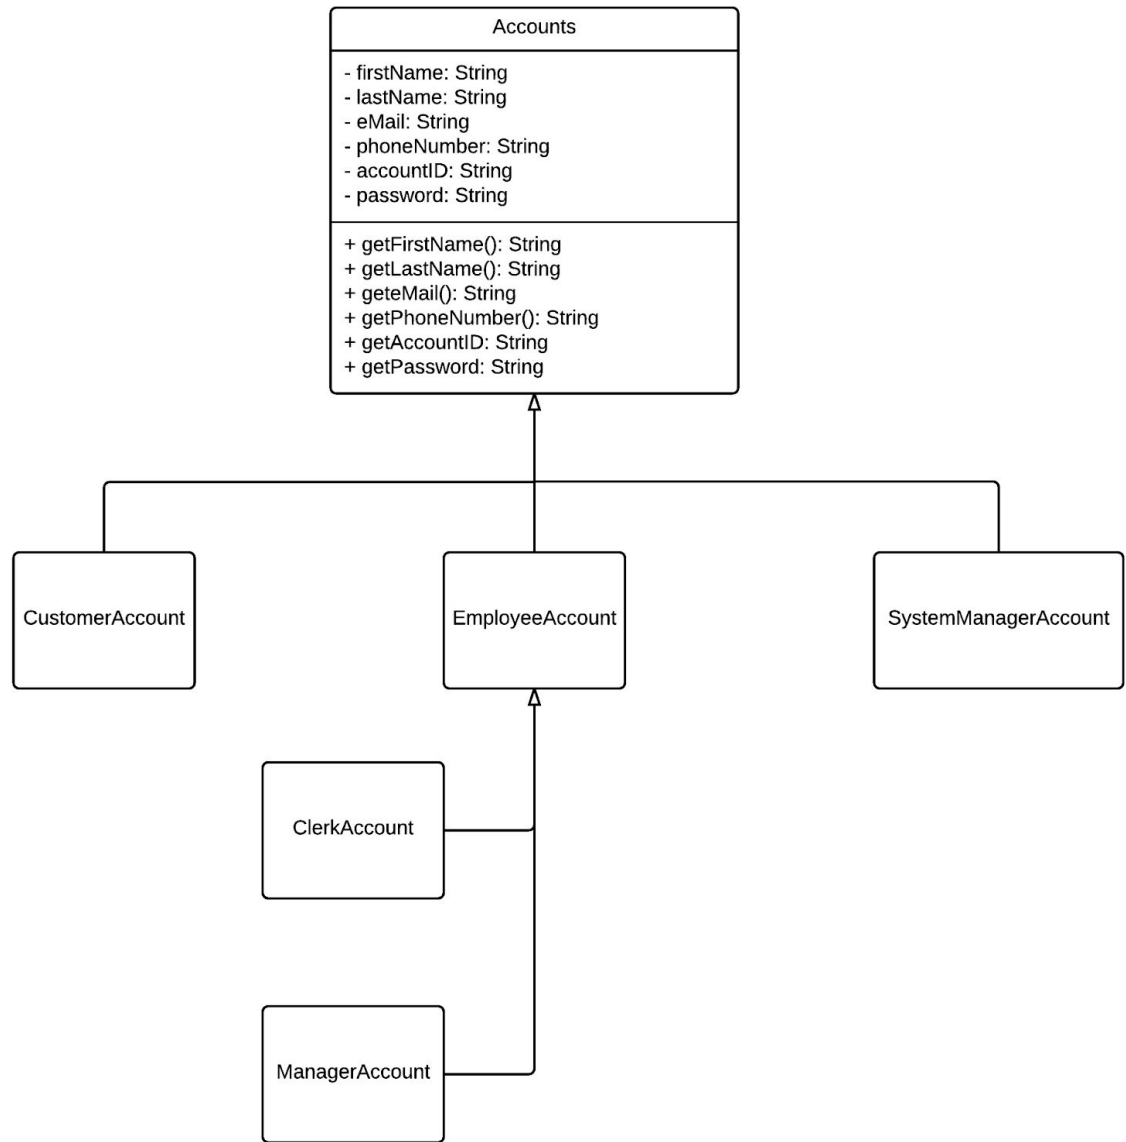 Accounts
- firstName: String
- lastName: String
- eMail: String
- phoneNumber: String
- accountID: String
- password: String
+ getFirstName(): String
+ getLastName(): String
+ geteMail(): String
+ getPhoneNumber(): String
+ getAccountID: String
+ getPassword: String
CustomerAccount
EmployeeAccount
SystemManagerAccount
ClerkAccount
ManagerAccount